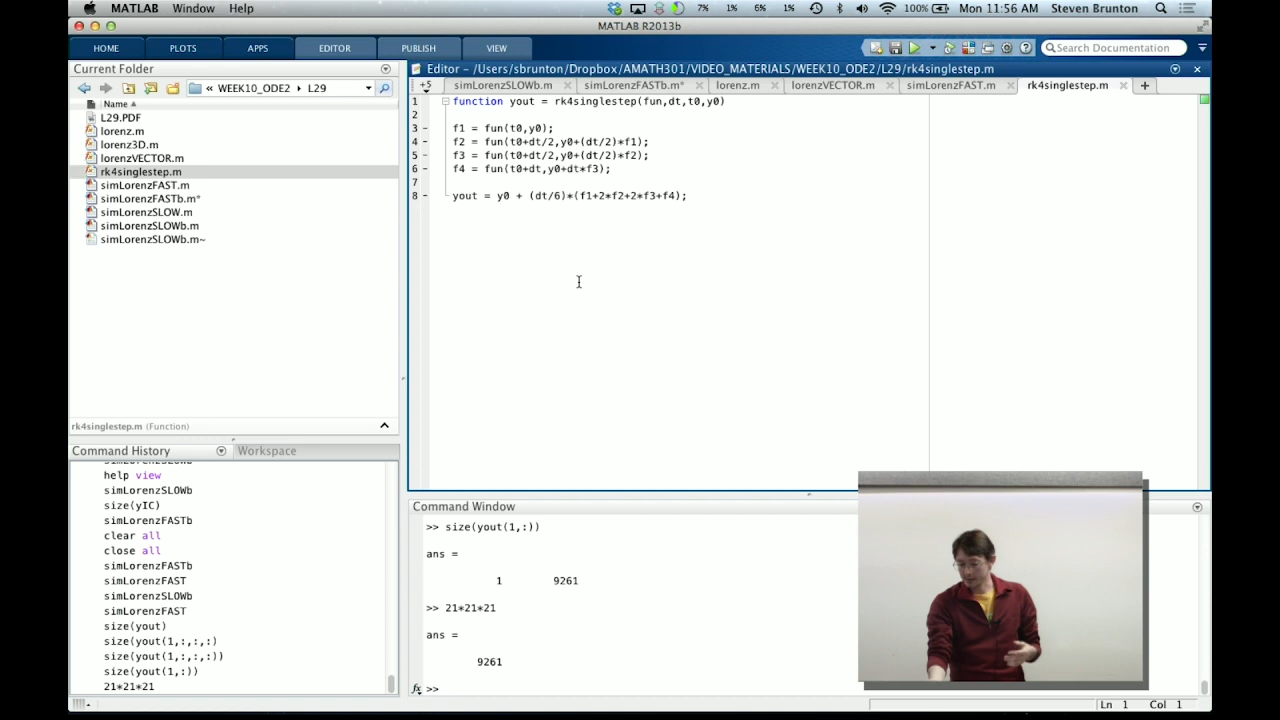 MATLAB Window Help 7% 1% 6% 1% 100% Mon 11:56 AM Steven Brunton
MATLAB R2013b
HOME PLOTS APPS EDITOR PUBLISH VIEW Search Documentation
Current Folder
« WEEK10_ODE2 ▸ L29
Name ▲
L29.PDF
lorenz.m
lorenz3D.m
lorenzVECTOR.m
rk4singlestep.m
simLorenzFAST.m
simLorenzFASTb.m*
simLorenzSLOW.m
simLorenzSLOWb.m
simLorenzSLOWb.m~
rk4singlestep.m (Function)
Command History Workspace
simLorenzSLOWb
help view
simLorenzSLOWb
size(yIC)
simLorenzFASTb
clear all
close all
simLorenzFASTb
simLorenzFAST
simLorenzSLOWb
simLorenzFAST
size(yout)
size(yout(1,:,:,:)
size(yout(1,:,:,:))
size(yout(1,:))
21*21*21
Editor - /Users/sbrunton/Dropbox/AMATH301/VIDEO_MATERIALS/WEEK10_ODE2/L29/rk4singlestep.m
+5 simLorenzSLOWb.m simLorenzFASTb.m* lorenz.m lorenzVECTOR.m simLorenzFAST.m rk4singlestep.m
1 function yout = rk4singlestep(fun,dt,t0,y0)
2
3 - f1 = fun(t0,y0);
4 - f2 = fun(t0+dt/2,y0+(dt/2)*f1);
5 - f3 = fun(t0+dt/2,y0+(dt/2)*f2);
6 - f4 = fun(t0+dt,y0+dt*f3);
7
8 - yout = y0 + (dt/6)*(f1+2*f2+2*f3+f4);
Command Window
>> size(yout(1,:))
ans =
1 9261
>> 21*21*21
ans =
9261
fx >>
Ln 1 Col 1